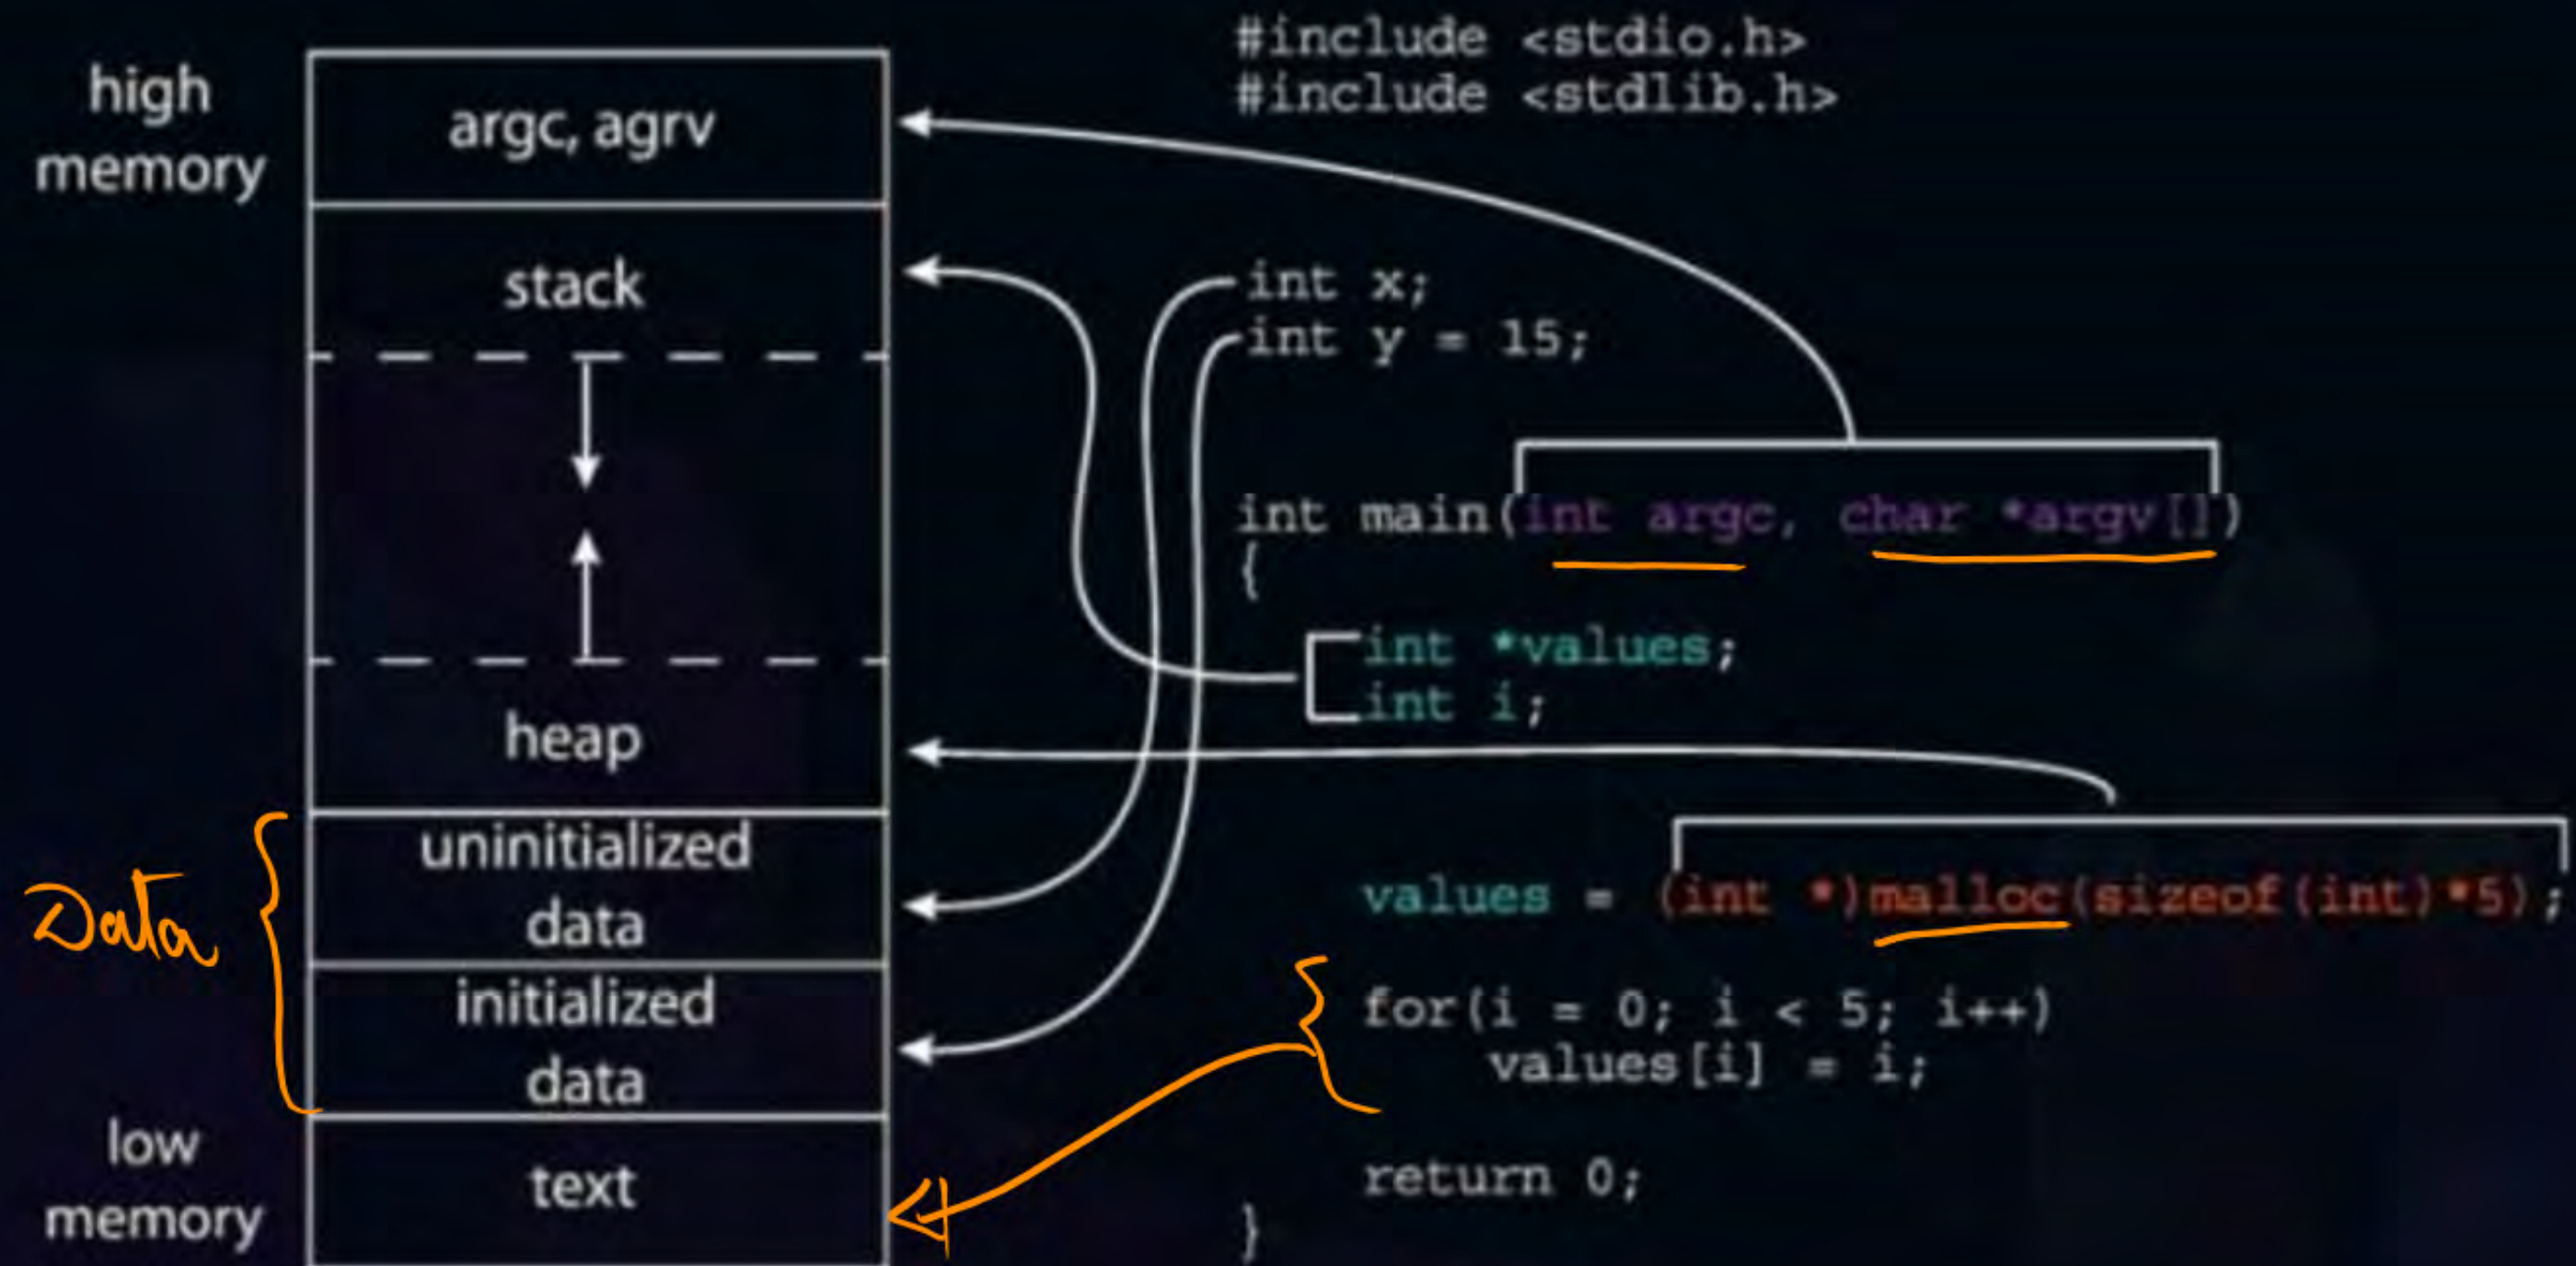 high
memory
argc, agrv
stack
heap
uninitialized
data
initialized
data
Data
low
memory
text
#include <stdio.h>
#include <stdlib.h>
int x;
int y = 15;
int main(int argc, char *argv[])
{
int *values;
int i;
values = (int *)malloc(sizeof(int)*5);
for(i = 0; i < 5; i++)
values[i] = i;
return 0;
}